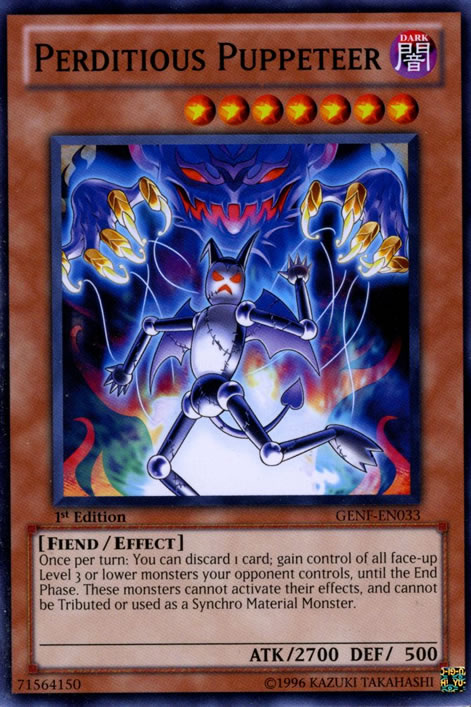 PERDITIOUS PUPPETEER
DARK
闇
1st Edition
GENF-EN033
[FIEND/EFFECT]
Once per turn: You can discard 1 card; gain control of all face-up
Level 3 or lower monsters your opponent controls, until the End
Phase. These monsters cannot activate their effects, and cannot
be Tributed or used as a Synchro Material Monster.
ATK/2700 DEF/ 500
71564150
©1996 KAZUKI TAKAHASHI